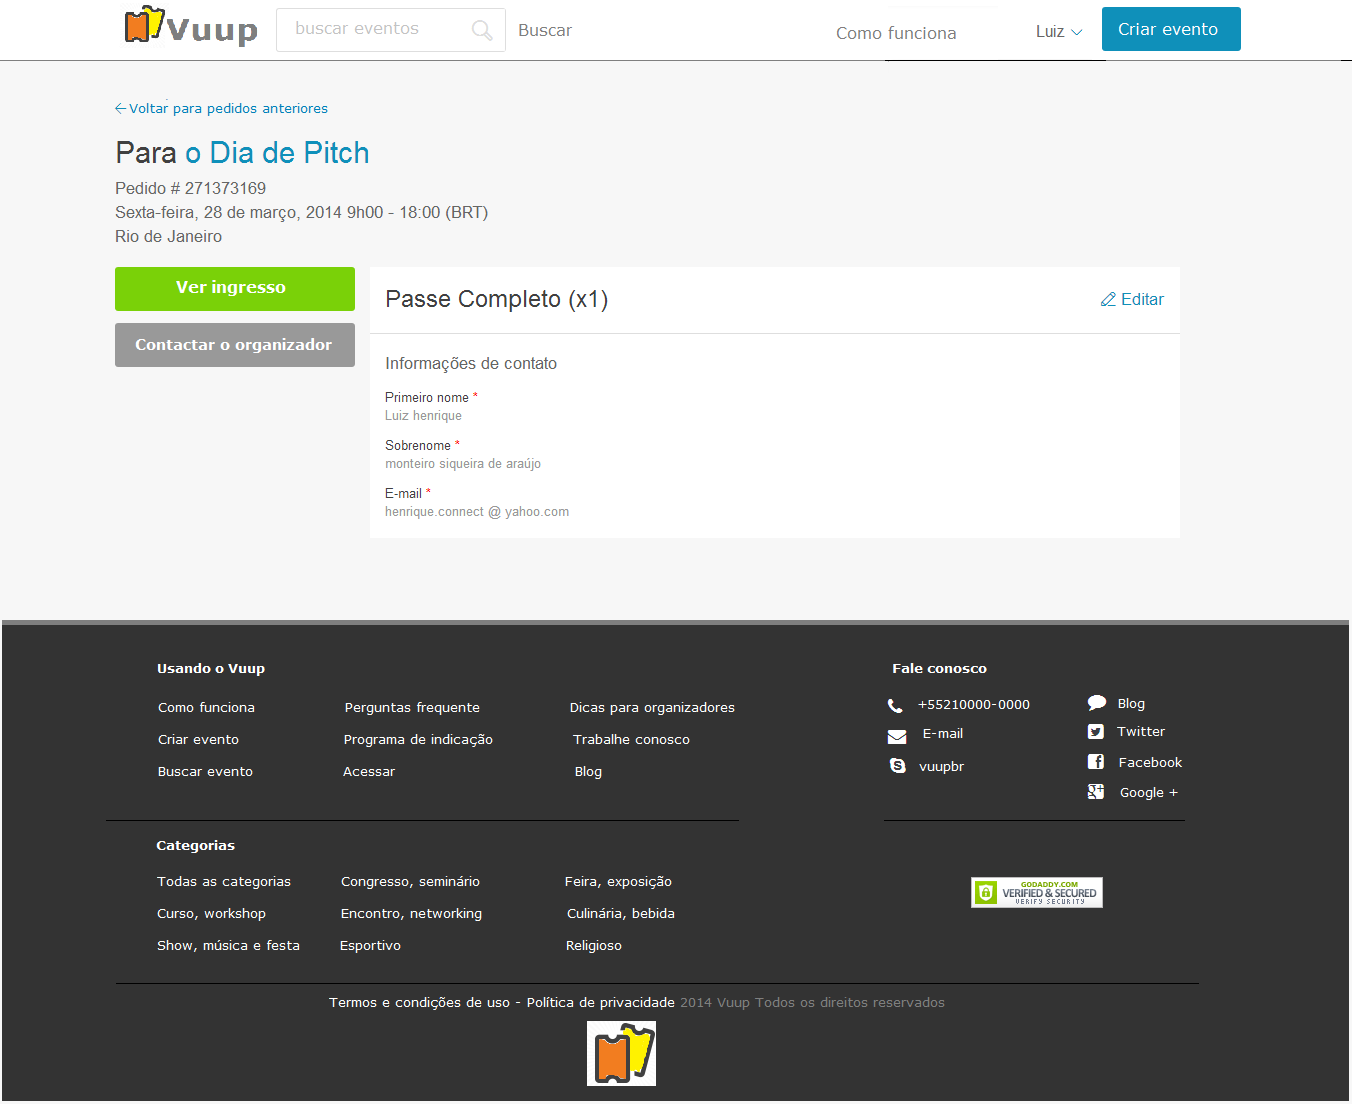 Vuup
buscar eventos
Buscar
Como funciona
Luiz
Criar evento
Voltar para pedidos anteriores
Para o Dia de Pitch
Pedido # 271373169
Sexta-feira, 28 de março, 2014 9h00 - 18:00 (BRT)
Rio de Janeiro
Ver ingresso
Contactar o organizador
Passe Completo (x1)
Editar
Informações de contato
Primeiro nome *
Luiz henrique
Sobrenome *
monteiro siqueira de araújo
E-mail *
henrique.connect @ yahoo.com
Usando o Vuup
Como funciona
Perguntas frequente
Dicas para organizadores
Criar evento
Programa de indicação
Trabalhe conosco
Buscar evento
Acessar
Blog
Fale conosco
+55210000-0000
E-mail
vuupbr
Blog
Twitter
Facebook
Google +
Categorias
Todas as categorias
Congresso, seminário
Feira, exposição
Curso, workshop
Encontro, networking
Culinária, bebida
Show, música e festa
Esportivo
Religioso
GODADDY.COM
VERIFIED & SECURED
VERIFY SECURITY
Termos e condições de uso - Política de privacidade 2014 Vuup Todos os direitos reservados